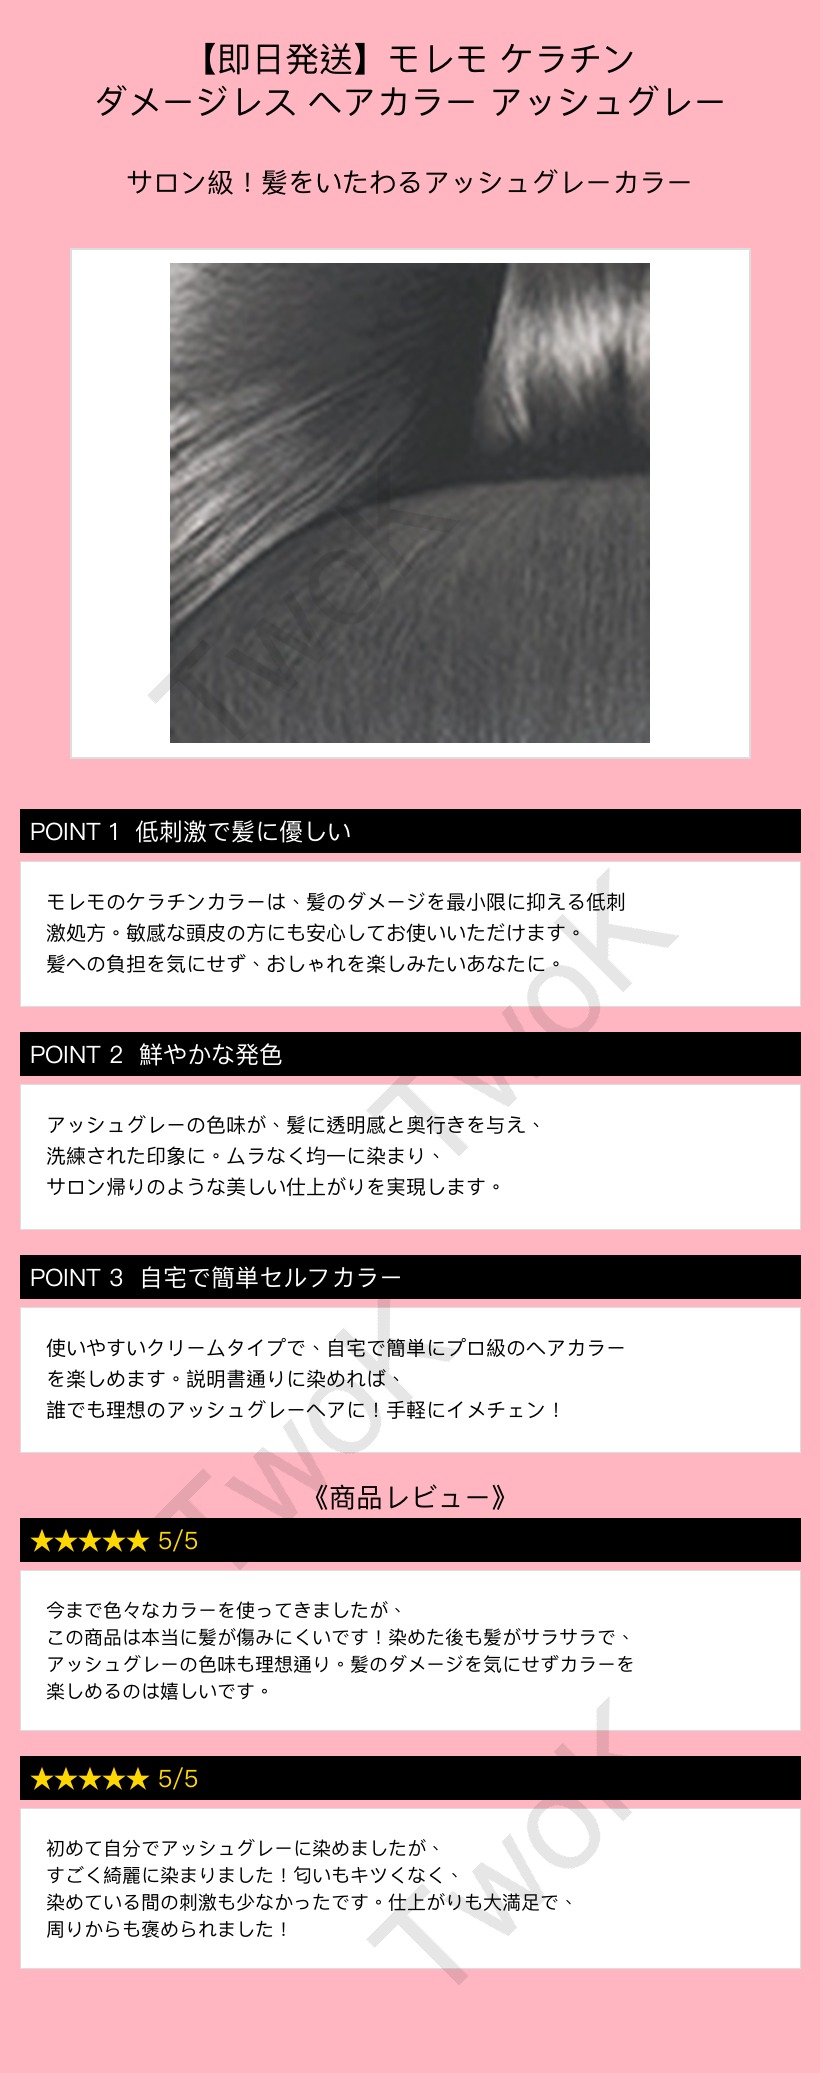 【即日発送】モレモ ケラチン
ダメージレス ヘアカラー アッシュグレー
サロン級！髪をいたわるアッシュグレーカラー
TwoK
POINT 1 低刺激で髪に優しい
モレモのケラチンカラーは、髪のダメージを最小限に抑える低刺
激処方。敏感な頭皮の方にも安心してお使いいただけます。
髪への負担を気にせず、おしゃれを楽しみたいあなたに。
TwoK
POINT 2 鮮やかな発色
アッシュグレーの色味が、髪に透明感と奥行きを与え、
洗練された印象に。ムラなく均一に染まり、
サロン帰りのような美しい仕上がりを実現します。
POINT 3 自宅で簡単セルフカラー
使いやすいクリームタイプで、自宅で簡単にプロ級のヘアカラー
を楽しめます。説明書通りに染めれば、
誰でも理想のアッシュグレーヘアに！手軽にイメチェン！
TwoK
《商品レビュー》
★★★★★ 5/5
今まで色々なカラーを使ってきましたが、
この商品は本当に髪が傷みにくいです！染めた後も髪がサラサラで、
アッシュグレーの色味も理想通り。髪のダメージを気にせずカラーを
楽しめるのは嬉しいです。
★★★★★ 5/5
初めて自分でアッシュグレーに染めましたが、
すごく綺麗に染まりました！匂いもキツくなく、
染めている間の刺激も少なかったです。仕上がりも大満足で、
周りからも褒められました！
TwoK